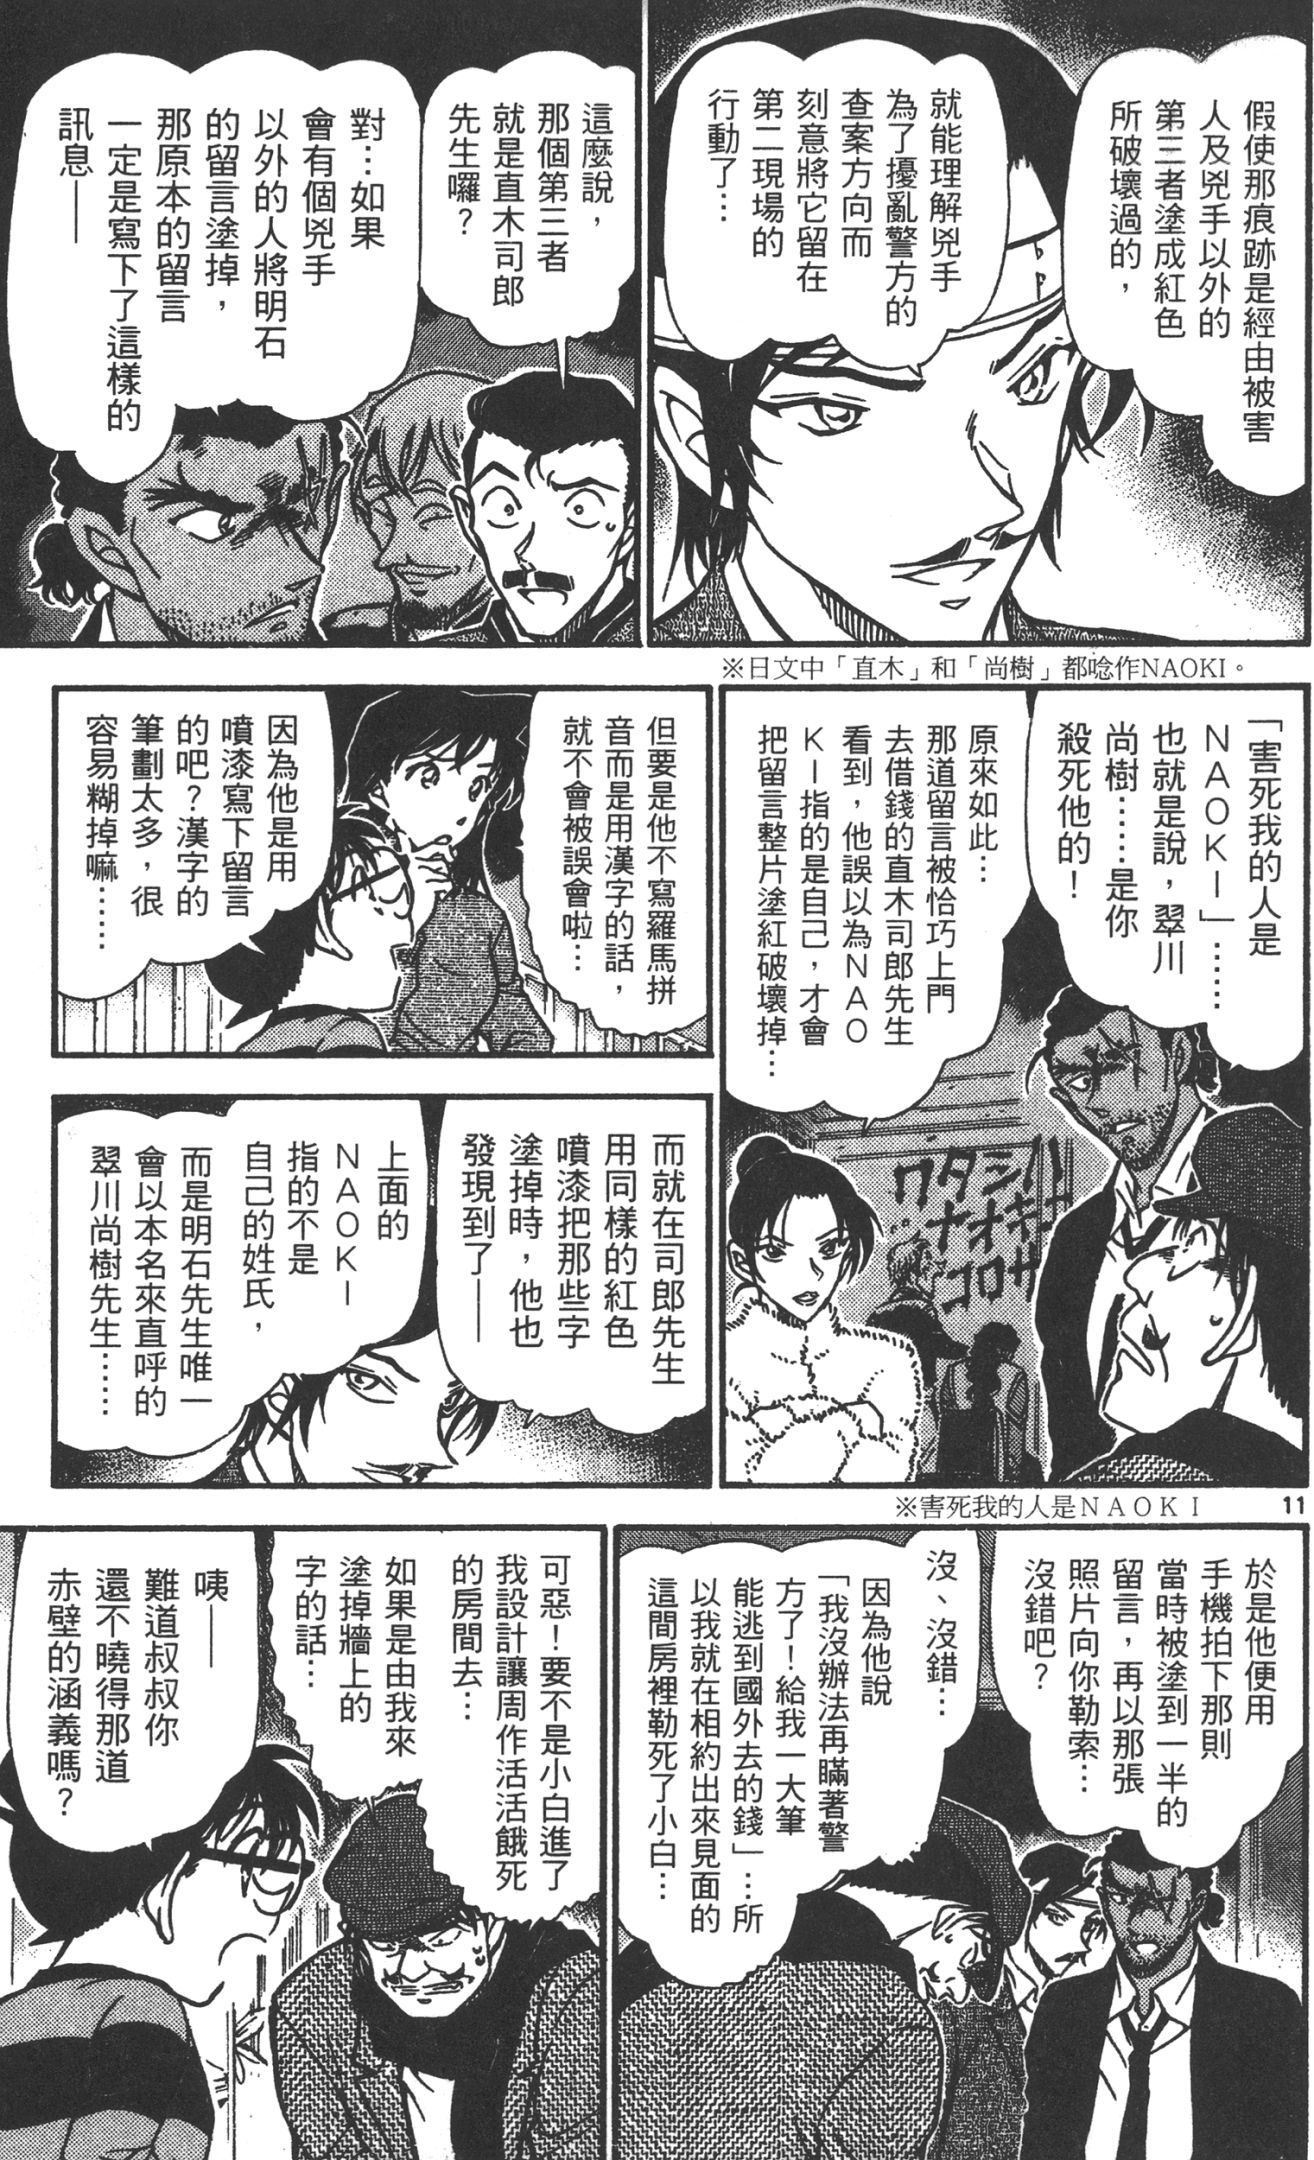 假使那痕跡是經由被害
人及兇手以外的
第三者塗成紅色
所破壞過的，
就能理解兇手
為了擾亂警方的
查案方向而
刻意將它留在
第二現場的
行動了…
這麼說，
那個第三者
就是直木司郎
先生囉？
對…如果
會有個兇手
以外的人將明石
的留言塗掉，
那原本的留言
一定是寫下了這樣的
訊息——
※日文中「直木」和「尚樹」都唸作NAOKI。
「害死我的人是
ＮＡＯＫＩ」……
也就是說，翠川
尚樹……是你
殺死他的！
原來如此…
那道留言被恰巧上門
去借錢的直木司郎先生
看到，他誤以為ＮＡＯ
ＫＩ指的是自己，才會
把留言整片塗紅破壞掉…
ワタシハ
ナオキニ
コロサ
※害死我的人是ＮＡＯＫＩ
11
但要是他不寫羅馬拼
音而是用漢字的話，
就不會被誤會啦…
因為他是用
噴漆寫下留言
的吧？漢字的
筆劃太多，很
容易糊掉嘛……
而就在司郎先生
用同樣的紅色
噴漆把那些字
塗掉時，他也
發現到了——
上面的
ＮＡＯＫＩ
指的不是
自己的姓氏，
而是明石先生唯一
會以本名來直呼的
翠川尚樹先生……
於是他便用
手機拍下那則
當時被塗到一半的
留言，再以那張
照片向你勒索…
沒錯吧？
沒、沒錯…
因為他說
「我沒辦法再瞞著警
方了！給我一大筆
能逃到國外去的錢」…所
以我就在相約出來見面的
這間房裡勒死了小白…
可惡！要不是小白進了
我設計讓周作活活餓死
的房間去…
如果是由我來
塗掉牆上的
字的話…
咦——
難道叔叔你
還不曉得那道
赤壁的涵義嗎？